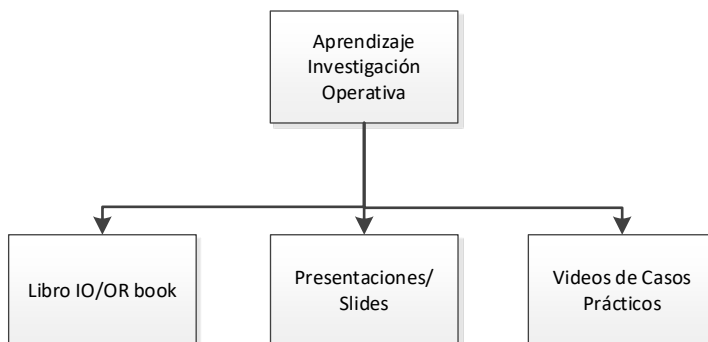 Aprendizaje
Investigación
Operativa
Libro IO/OR book
Presentaciones/
Slides
Videos de Casos
Prácticos